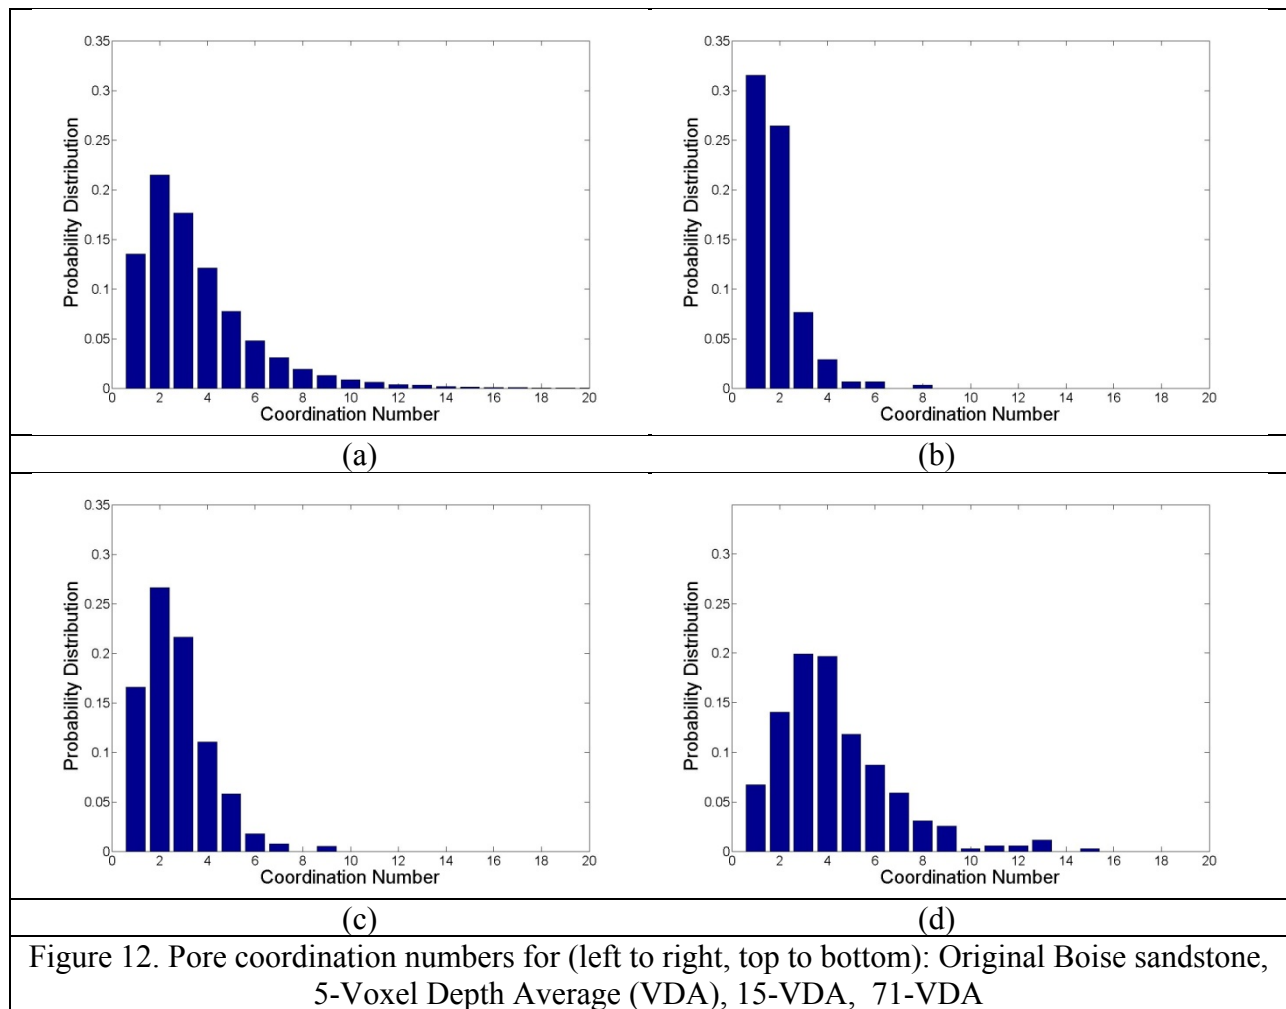 0.35
0.3
0.25
0.2
0.15
0.1
0.05
0
Probability Distribution
0 2 4 6 8 10 12 14 16 18 20
Coordination Number
(a)
0.35
0.3
0.25
0.2
0.15
0.1
0.05
0
Probability Distribution
0 2 4 6 8 10 12 14 16 18 20
Coordination Number
(b)
0.35
0.3
0.25
0.2
0.15
0.1
0.05
0
Probability Distribution
0 2 4 6 8 10 12 14 16 18 20
Coordination Number
(c)
0.3
0.25
0.2
0.15
0.1
0.05
0
Probability Distribution
0 2 4 6 8 10 12 14 16 18 20
Coordination Number
(d)
Figure 12. Pore coordination numbers for (left to right, top to bottom): Original Boise sandstone,
5-Voxel Depth Average (VDA), 15-VDA, 71-VDA